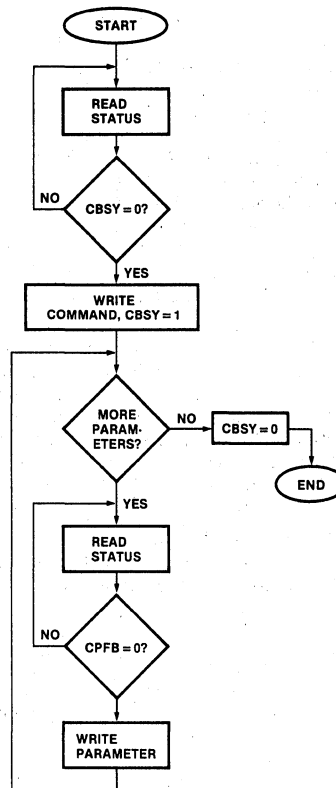 START
READ
STATUS
NO
CBSY = 0?
YES
WRITE
COMMAND, CBSY = 1
MORE
PARAM-
ETERS?
NO
CBSY = 0
END
YES
READ
STATUS
NO
CPFB = 0?
WRITE
PARAMETER